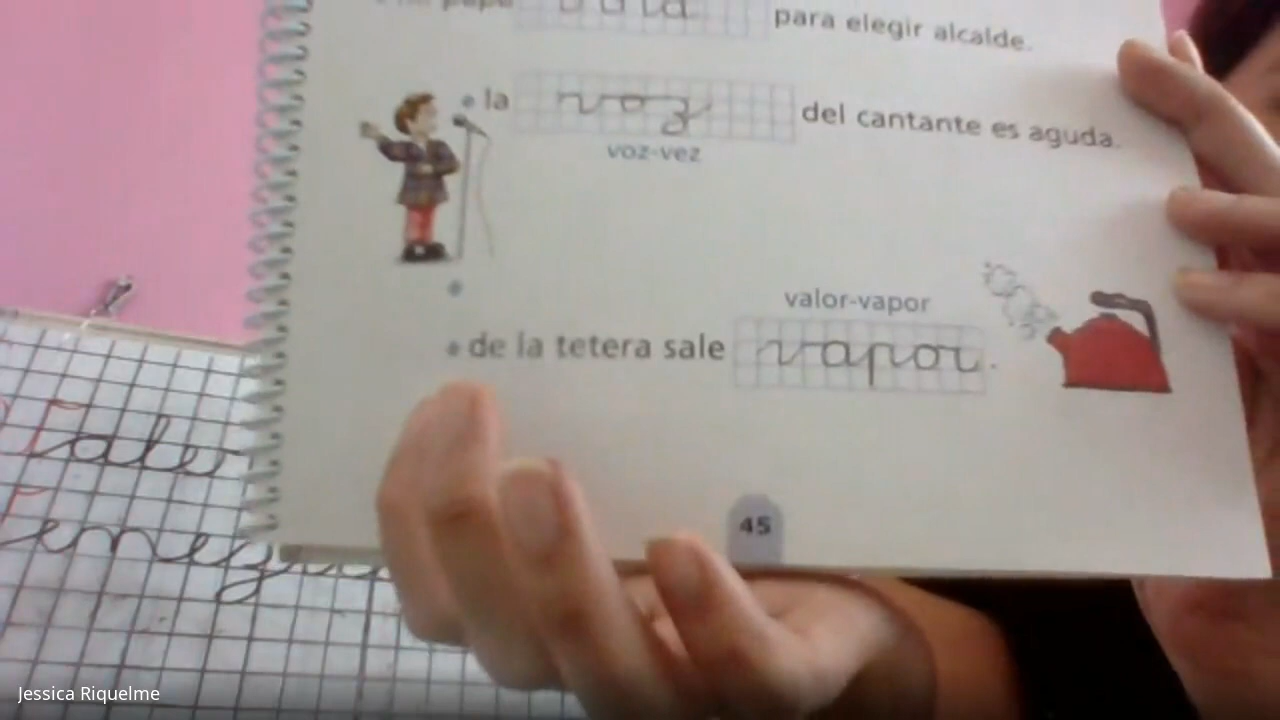 para elegir alcalde.
la voz del cantante es aguda.
voz-vez
valor-vapor
de la tetera sale vapor.
45
Jessica Riquelme